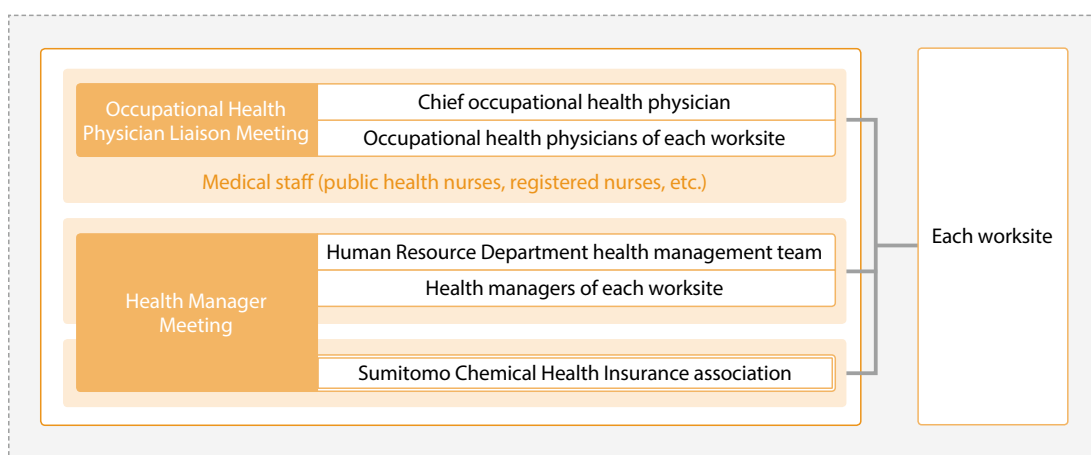 Occupational Health
Physician Liaison Meeting
Chief occupational health physician
Occupational health physicians of each worksite
Medical staff (public health nurses, registered nurses, etc.)
Health Manager
Meeting
Human Resource Department health management team
Health managers of each worksite
Sumitomo Chemical Health Insurance association
Each worksite